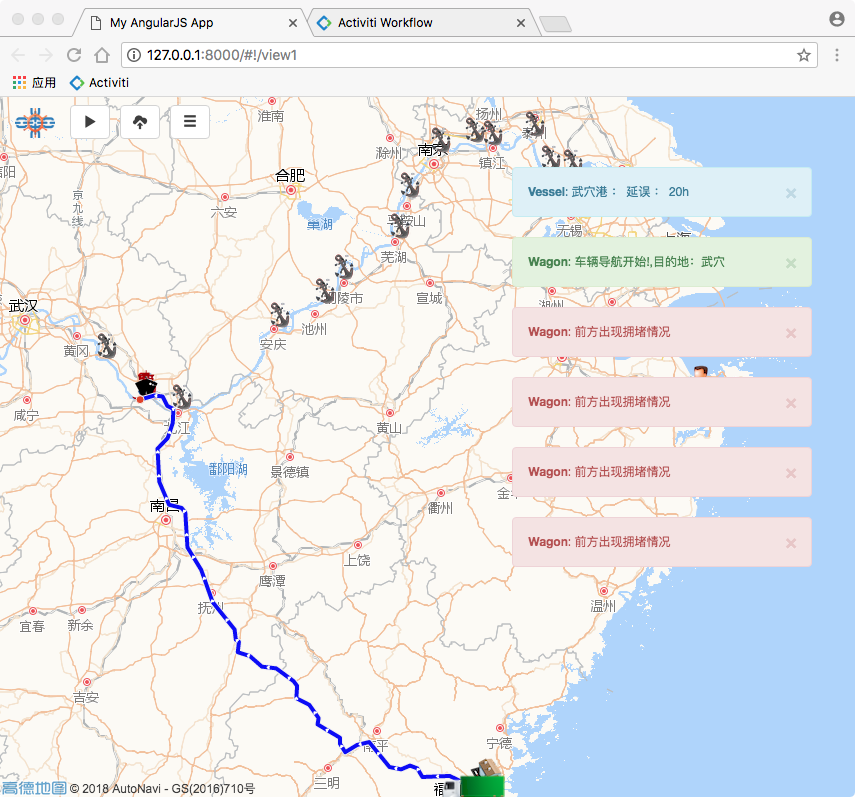 My AngularJS App
Activiti Workflow
127.0.0.1:8000/#!/view1
应用
Activiti
淮南
扬州
泰州
滁州
南京
镇江
合肥
六安
京九线
巢湖
马鞍山
芜湖
无锡
上海
Vessel: 武穴港： 延误： 20h
×
Wagon: 车辆导航开始!,目的地：武穴
×
铜陵市
宣城
湖州
武汉
黄冈
池州
安庆
Wagon: 前方出现拥堵情况
×
咸宁
九江
黄山
Wagon: 前方出现拥堵情况
×
鄱阳湖
景德镇
Wagon: 前方出现拥堵情况
×
南昌
衢州
金华
Wagon: 前方出现拥堵情况
×
上饶
鹰潭
抚州
温州
宜春
新余
吉安
南平
宁德
三明
福
高德地图 © 2018 AutoNavi - GS(2016)710号